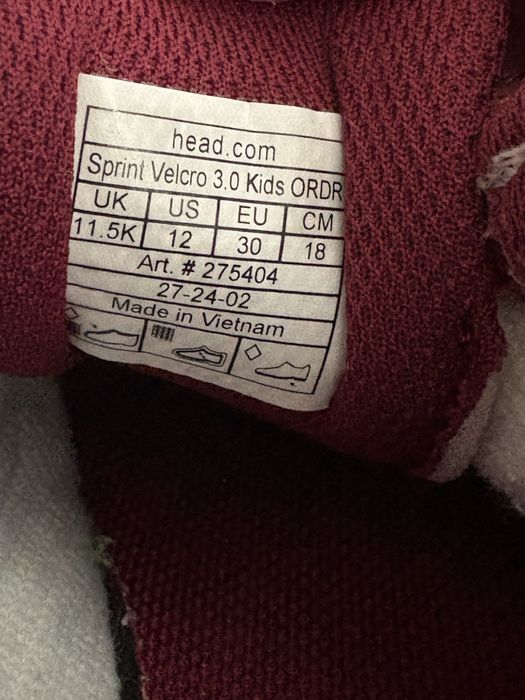 head.com
Sprint Velcro 3.0 Kids ORDR
UK US EU CM
11.5K 12 30 18
Art. # 275404
27-24-02
Made in Vietnam